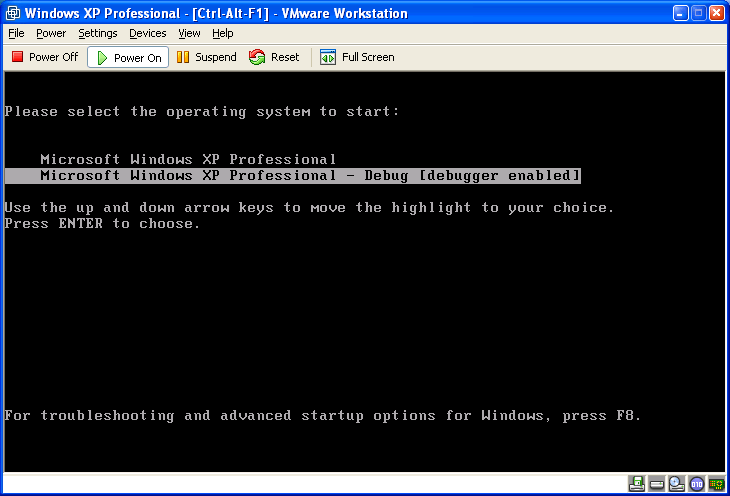 Windows XP Professional - [Ctrl-Alt-F1] - VMware Workstation
File Power Settings Devices View Help
Power Off Power On Suspend Reset Full Screen
Please select the operating system to start:
Microsoft Windows XP Professional
Microsoft Windows XP Professional - Debug [debugger enabled]
Use the up and down arrow keys to move the highlight to your choice.
Press ENTER to choose.
For troubleshooting and advanced startup options for Windows, press F8.